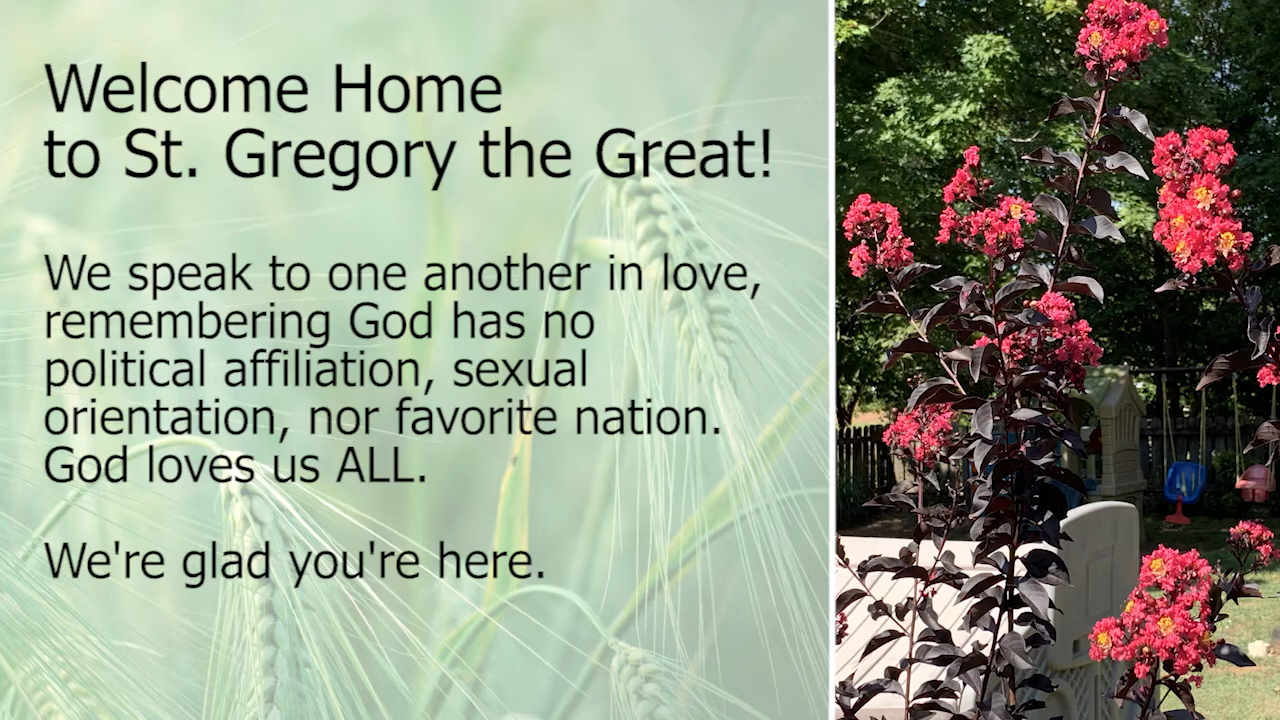 Welcome Home
to St. Gregory the Great!
We speak to one another in love,
remembering God has no
political affiliation, sexual
orientation, nor favorite nation.
God loves us ALL.
We're glad you're here.